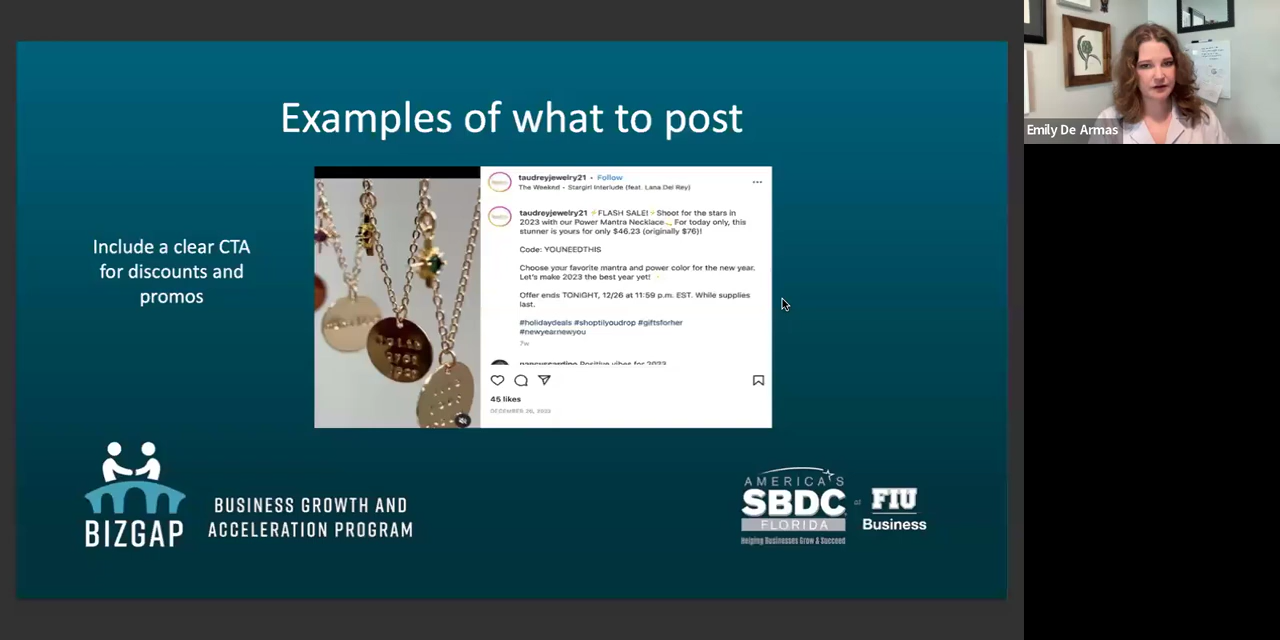 Examples of what to post
Include a clear CTA
for discounts and
promos
taudreyjewelry21 • Follow
The Weeknd - Stargirl Interlude (feat. Lana Del Rey)
taudreyjewelry21 ⚡FLASH SALE!⚡Shoot for the stars in
2023 with our Power Mantra Necklace💫 For today only, this
stunner is yours for only $46.23 (originally $76)!
Code: YOUNEEDTHIS
Choose your favorite mantra and power color for the new year.
Let's make 2023 the best year yet! ✨
Offer ends TONIGHT, 12/26 at 11:59 p.m. EST. While supplies
last.
#holidaydeals #shoptilyoudrop #giftsforher
#newyearnewyou
7w
Positive vibes for 2023
45 likes
BIZGAP
BUSINESS GROWTH AND
ACCELERATION PROGRAM
AMERICA'S
SBDC
FLORIDA
Helping Businesses Grow & Succeed
at
FIU
Business
Emily De Armas